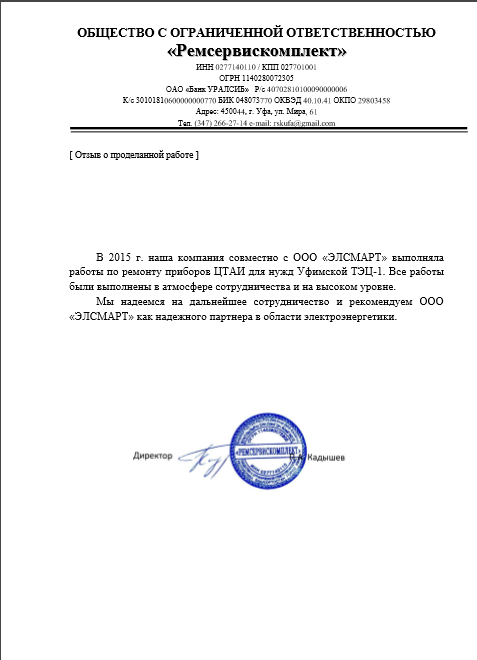 ОБЩЕСТВО С ОГРАНИЧЕННОЙ ОТВЕТСТВЕННОСТЬЮ
«Ремсервискомплект»
ИНН 0277140110 / КПП 027701001
ОГРН 1140280072305
ОАО «Банк УРАЛСИБ» Р/с 40702810100090000006
К/с 30101810600000000770 БИК 048073770 ОКВЭД 40.10.41 ОКПО 29803458
Адрес: 450044, г. Уфа, ул. Мира, 61
Тел. (347) 266-27-14 e-mail: rskufa@gmail.com
[ Отзыв о проделанной работе ]
В 2015 г. наша компания совместно с ООО «ЭЛСМАРТ» выполняла
работы по ремонту приборов ЦТАИ для нужд Уфимской ТЭЦ-1. Все работы
были выполнены в атмосфере сотрудничества и на высоком уровне.
Мы надеемся на дальнейшее сотрудничество и рекомендуем ООО
«ЭЛСМАРТ» как надежного партнера в области электроэнергетики.
Директор
«РЕМСЕРВИСКОМПЛЕКТ»
Кадышев